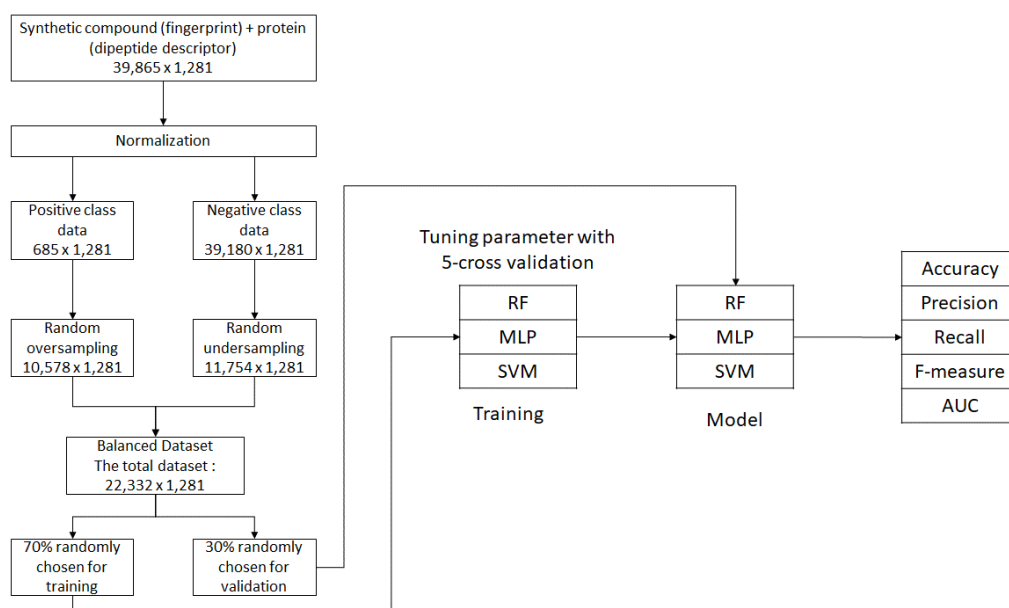 Synthetic compound (fingerprint) + protein
(dipeptide descriptor)
39,865 x 1,281
Normalization
Positive class
data
685 x 1,281
Negative class
data
39,180 x 1,281
Random
oversampling
10,578 x 1,281
Random
undersampling
11,754 x 1,281
Balanced Dataset
The total dataset :
22,332 x 1,281
70% randomly
chosen for
training
30% randomly
chosen for
validation
Tuning parameter with
5-cross validation
RF
MLP
SVM
Training
RF
MLP
SVM
Model
Accuracy
Precision
Recall
F-measure
AUC